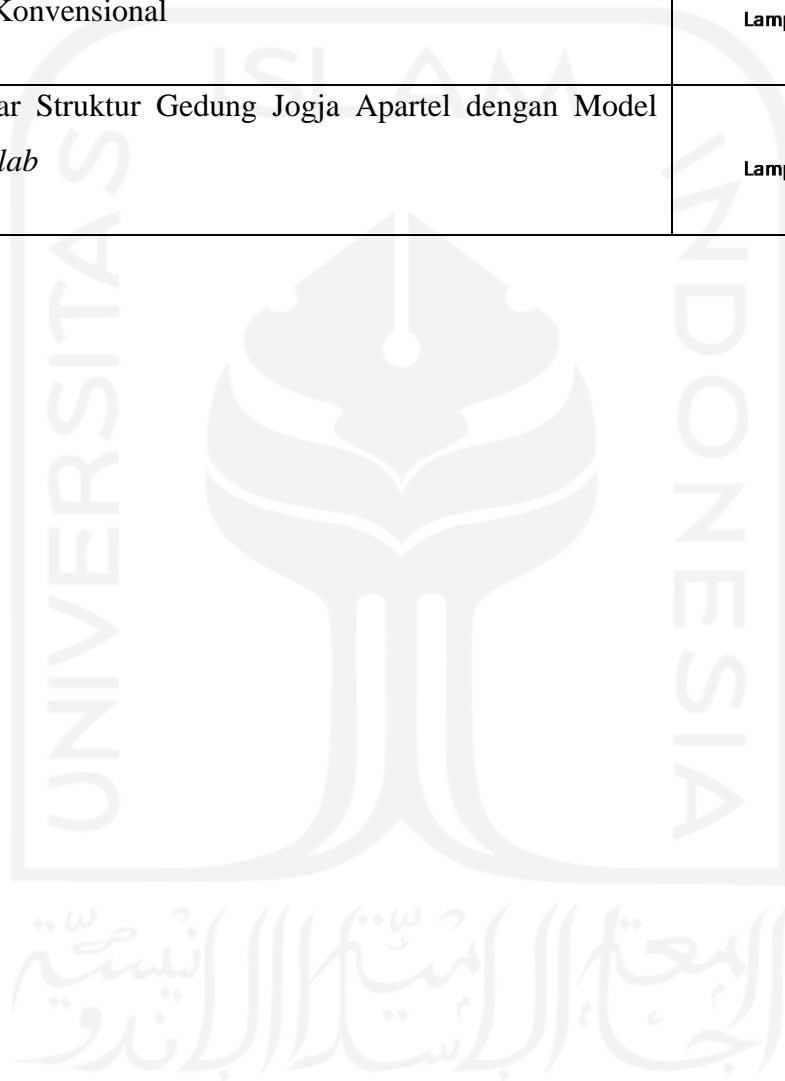 Konvensional
Lamp
ar Struktur Gedung Jogja Apartel dengan Model
lab
Lamp
UNIVERSITAS
ISLAM
INDONESIA